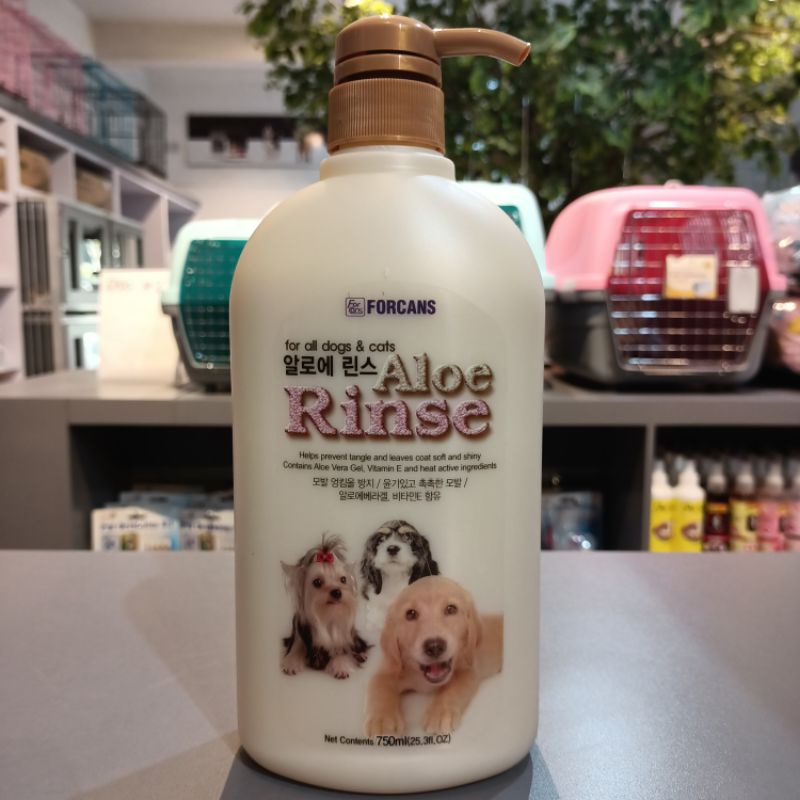 For
Cans
FORCANS
for all dogs & cats
알로에 린스 Aloe
Rinse
Helps prevent tangle and leaves coat soft and shiny
Contains Aloe Vera Gel, Vitamin E and heat active ingredients
모발 엉킴을 방지 / 윤기있고 촉촉한 모발 /
알로에베라겔, 비타민E 함유
Net Contents 750ml(25.3fl.OZ)